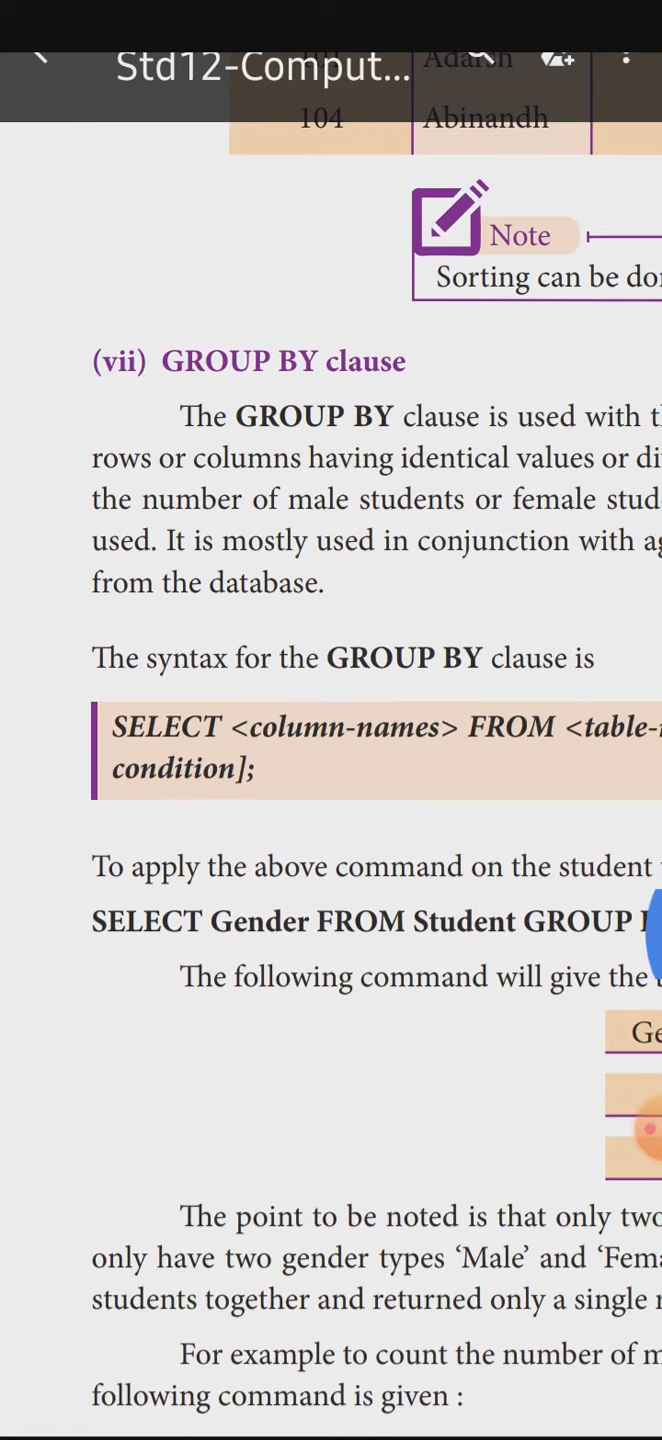 Std12-Comput...
Adarsh
104 Abinandh
Note
Sorting can be
(vii) GROUP BY clause
The GROUP BY clause is used with
rows or columns having identical values or
the number of male students or female
used. It is mostly used in conjunction with
from the database.
The syntax for the GROUP BY clause is
SELECT <column-names> FROM
condition];
To apply the above command on the student
SELECT Gender FROM Student GROUP
The following command will give the
The point to be noted is that only two
only have two gender types ‘Male’ and
students together and returned only a single
For example to count the number of
following command is given :